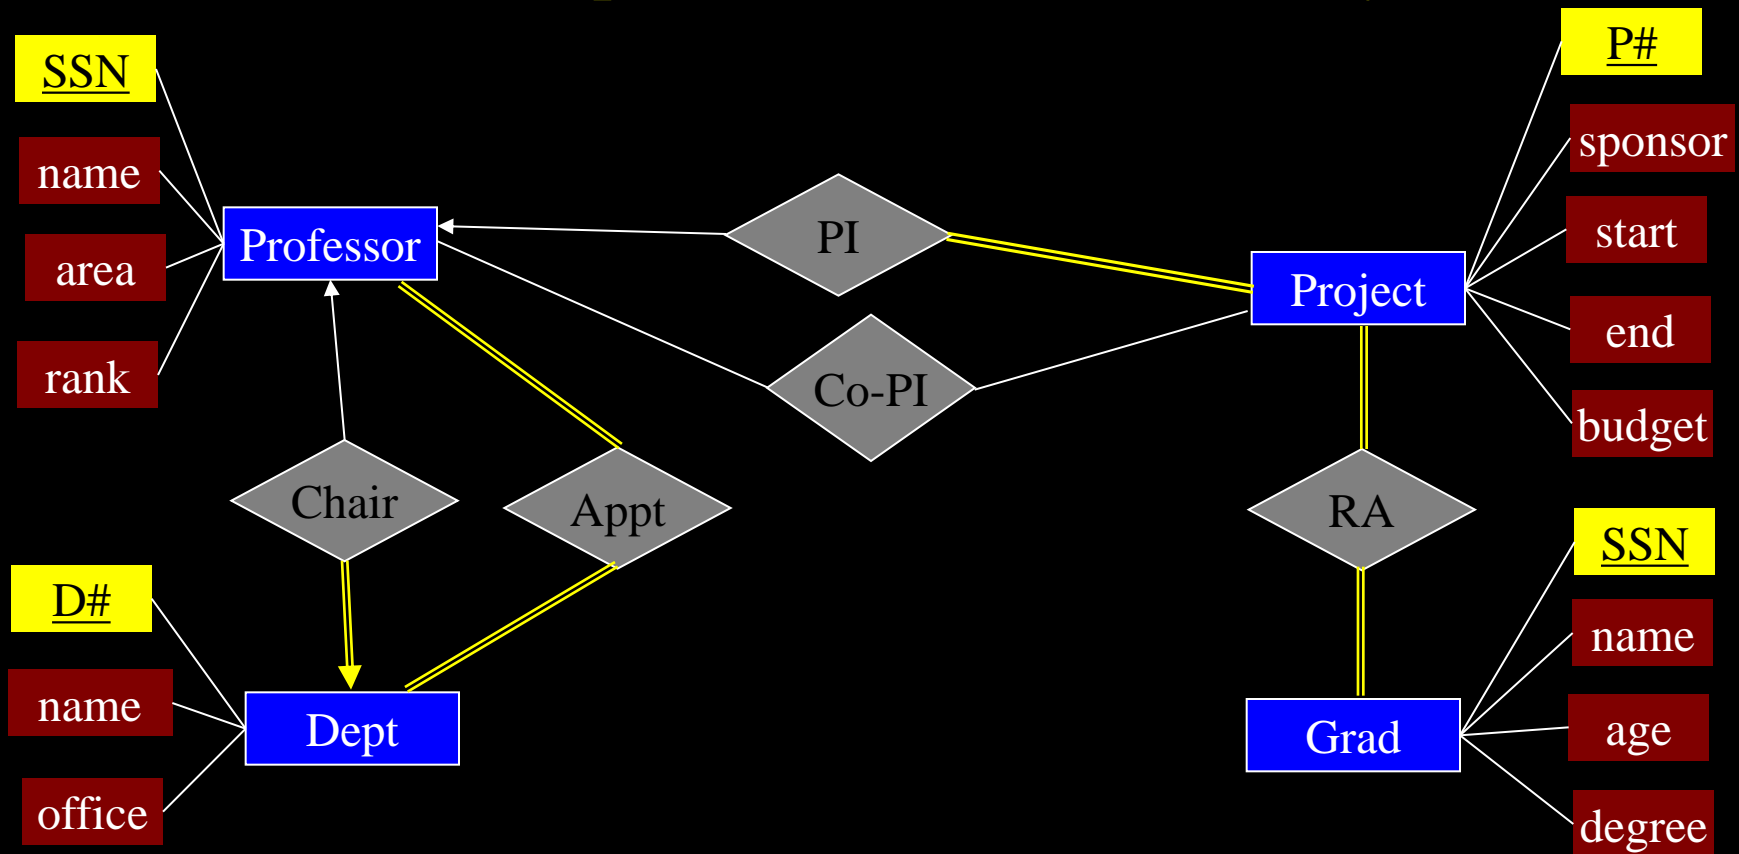 SSN
name
area
rank
Professor
PI
Co-PI
Project
P#
sponsor
start
end
budget
Chair
Appt
RA
D#
name
office
Dept
Grad
SSN
name
age
degree